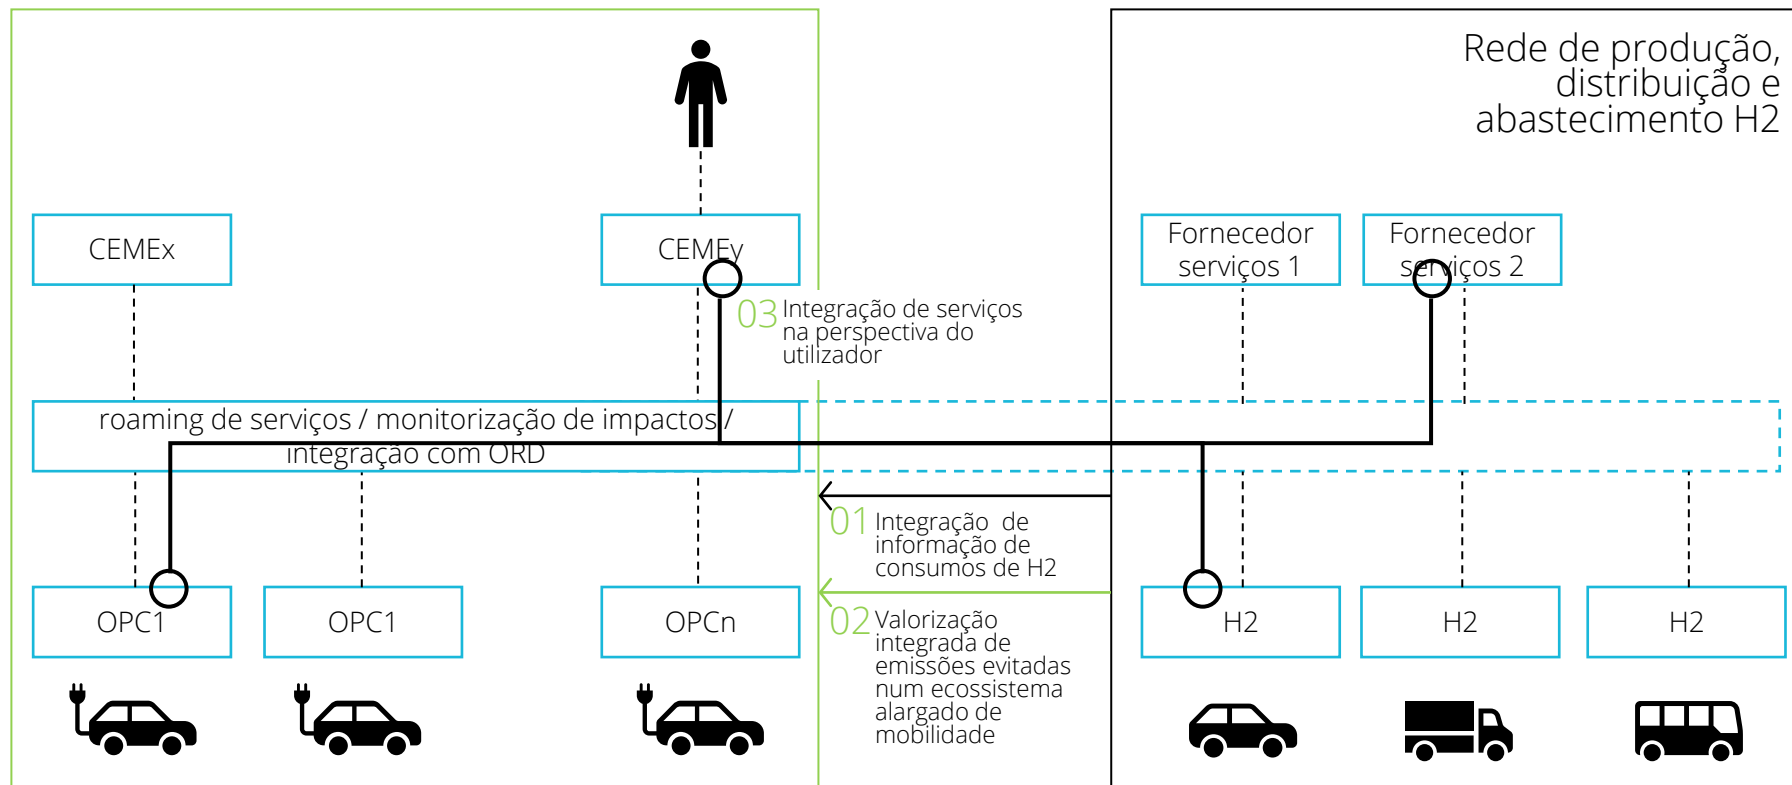 Rede de produção,
distribuição e
abastecimento H2
CEMEx
CEMEy
Fornecedor
serviços 1
Fornecedor
serviços 2
03 Integração de serviços
na perspectiva do
utilizador
roaming de serviços / monitorização de impactos /
integração com ORD
01 Integração de
informação de
consumos de H2
02 Valorização
integrada de
emissões evitadas
num ecossistema
alargado de
mobilidade
OPC1
OPC1
OPCn
H2
H2
H2